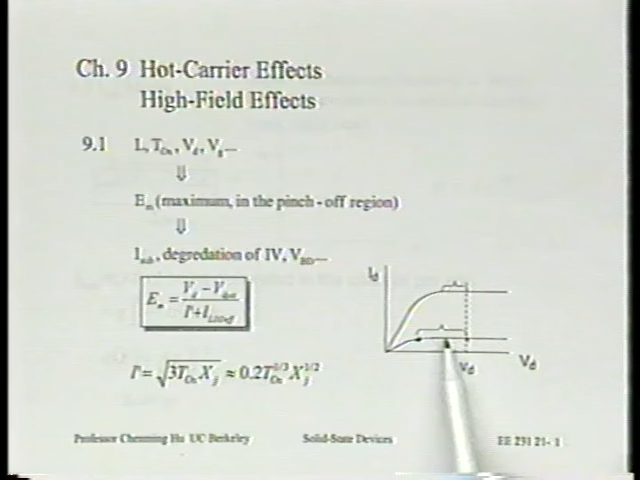 Ch. 9 Hot-Carrier Effects
High-Field Effects
9.1 L, T_ox, V_d, V_g...
⇓
E_m (maximum, in the pinch-off region)
⇓
I_sub, degredation of IV, V_BD...
E_m = (V_d − V_dsat) / (l' + l_LDDeff)
l' = √(3T_ox X_j) ≈ 0.2T_ox^1/3 X_j^1/2
I_d
V_d
V_d
Professor Chenming Hu UC Berkeley
Solid-State Devices
EE 231 21- 1